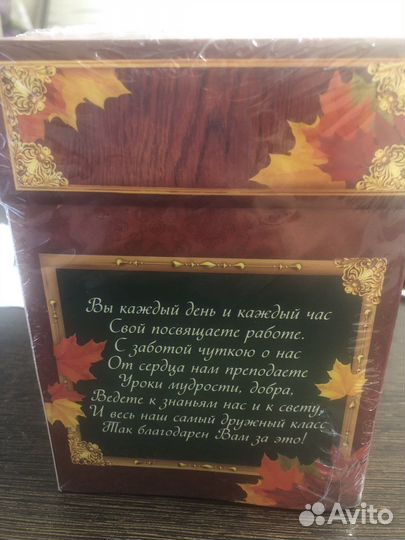 Вы каждый день и каждый час
Свой посвящаете работе.
С заботой чуткою о нас
От сердца нам преподаете
Уроки мудрости, добра,
Ведете к знаньям нас и к свету,
И весь наш самый дружный класс
Так благодарен Вам за это!
Avito